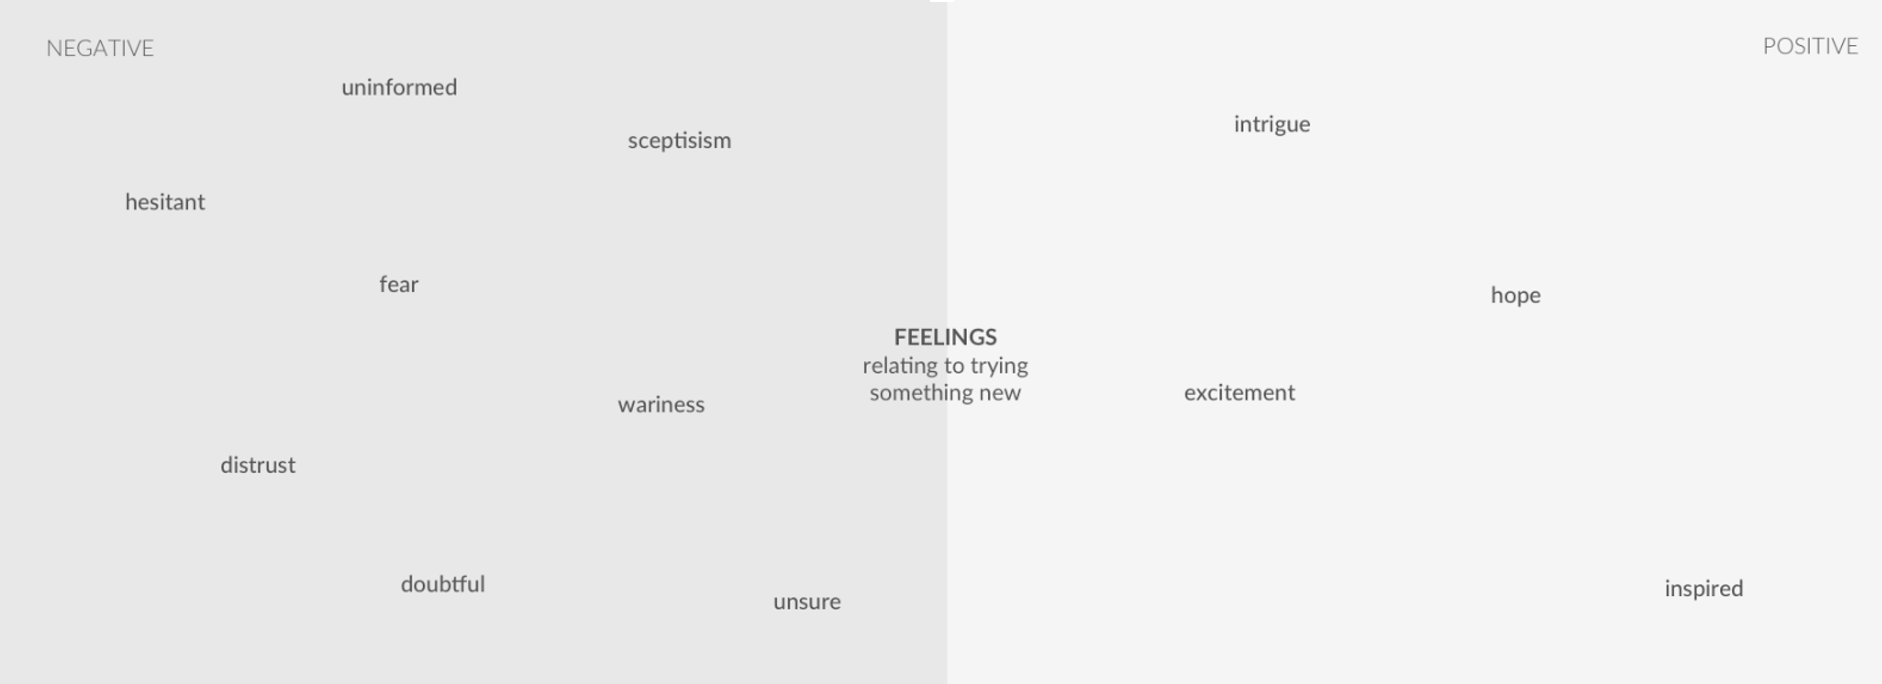 NEGATIVE
POSITIVE
uninformed
intrigue
sceptisism
hesitant
fear
hope
FEELINGS
relating to trying
something new
excitement
wariness
distrust
doubtful
inspired
unsure